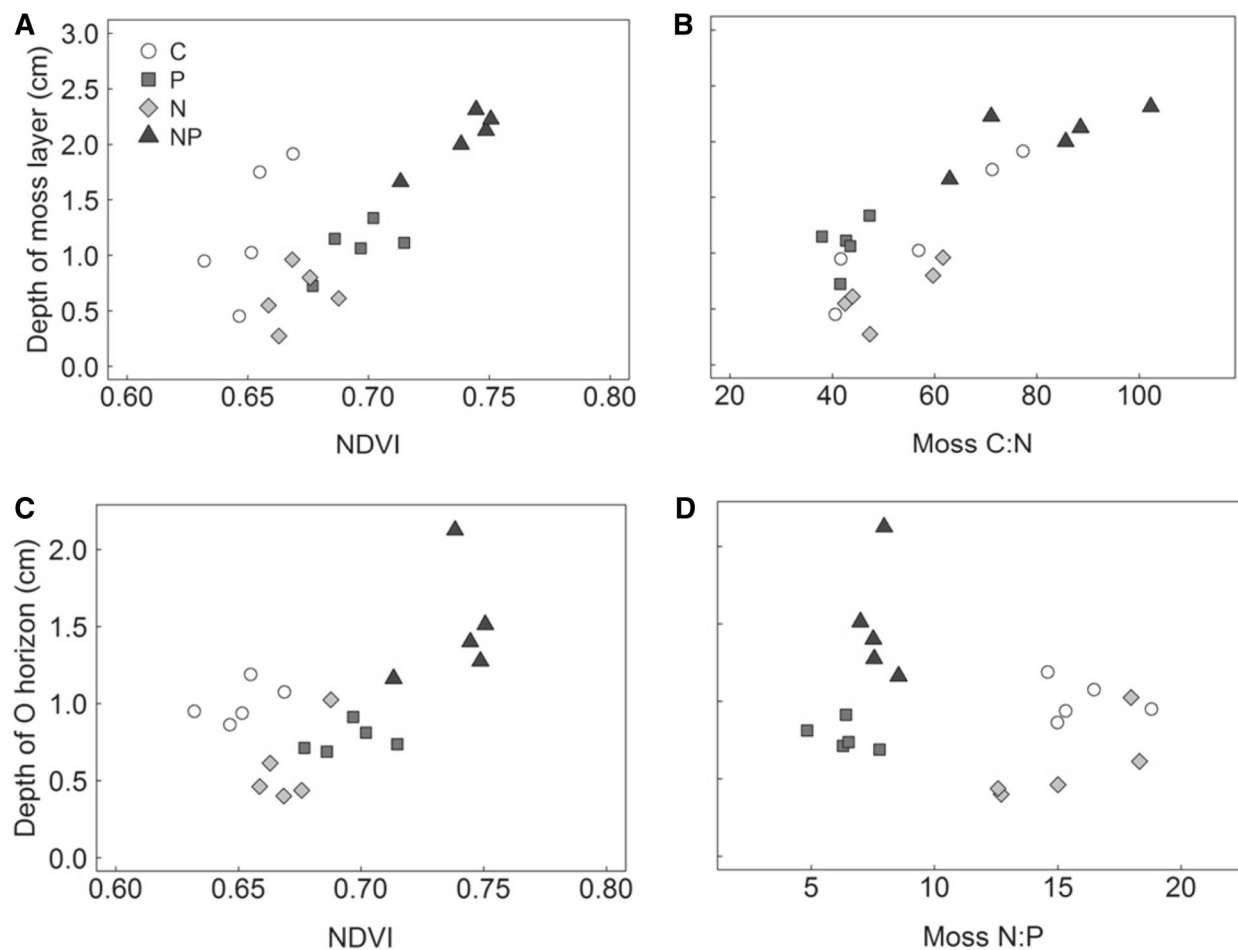 A
B
Depth of moss layer (cm)
3.0
2.5
2.0
1.5
1.0
0.5
0.0
C
P
N
NP
0.60 0.65 0.70 0.75 0.80
NDVI
20 40 60 80 100
Moss C:N
C
D
Depth of O horizon (cm)
2.0
1.5
1.0
0.5
0.0
0.60 0.65 0.70 0.75 0.80
NDVI
5 10 15 20
Moss N:P